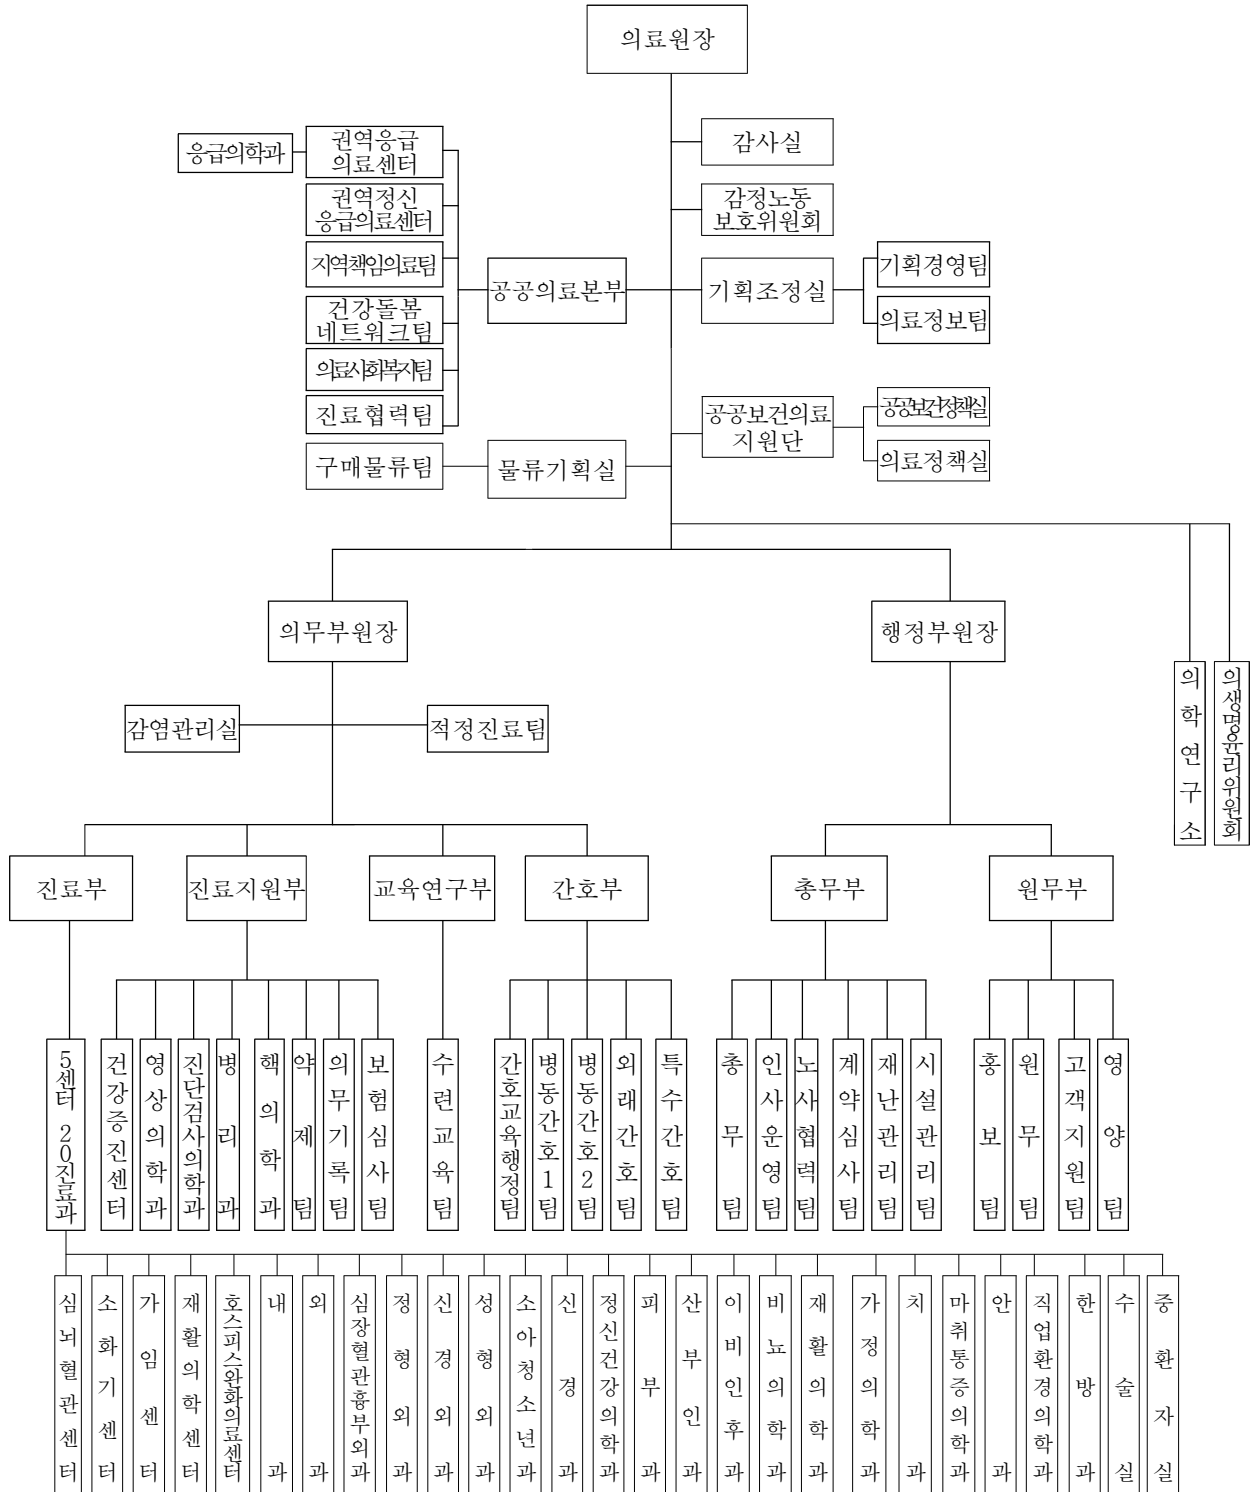 의료원장
감사실
응급의학과
권역응급
의료센터
권역정신
응급의료센터
감정노동
보호위원회
지역책임의료팀
공공의료본부
기획조정실
기획경영팀
의료정보팀
건강돌봄
네트워크팀
의료사회복지팀
진료협력팀
공공보건의료
지원단
공공보건정책실
의료정책실
구매물류팀
물류기획실
의무부원장
행정부원장
의학연구소
의생명윤리위원회
감염관리실
적정진료팀
진료부
진료지원부
교육연구부
간호부
총무부
원무부
5센터 20진료과
건강증진센터
영상의학과
진단검사의학과
병리과
핵의학과
약제팀
의무기록팀
보험심사팀
수련교육팀
간호교육행정팀
병동간호1팀
병동간호2팀
외래간호팀
특수간호팀
총무팀
인사운영팀
노사협력팀
계약심사팀
재난관리팀
시설관리팀
홍보팀
원무팀
고객지원팀
영양팀
심뇌혈관센터
소화기센터
가임센터
재활의학센터
호스피스완화의료센터
내과
외과
심장혈관흉부외과
정형외과
신경외과
성형외과
소아청소년과
신경과
정신건강의학과
피부과
산부인과
이비인후과
비뇨의학과
재활의학과
가정의학과
치과
마취통증의학과
안과
직업환경의학과
한방과
수술실
중환자실